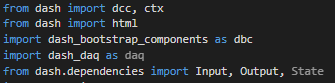 from dash import dcc, ctx
from dash import html
import dash_bootstrap_components as dbc
import dash_daq as daq
from dash.dependencies import Input, Output, State